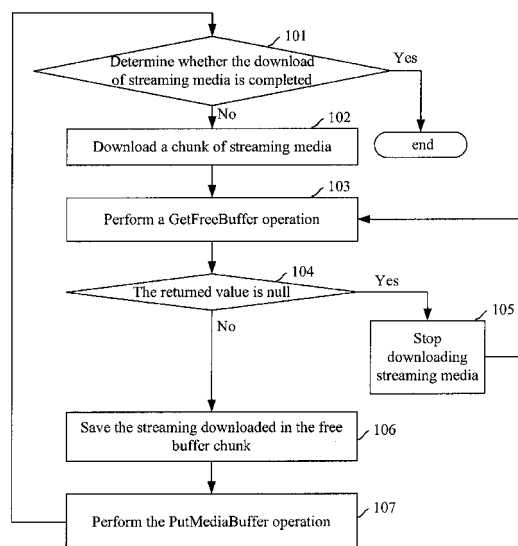 101
Determine whether the download
of streaming media is completed
Yes
No
end
102
Download a chunk of streaming media
103
Perform a GetFreeBuffer operation
104
The returned value is null
Yes
No
105
Stop
downloading
streaming media
Save the streaming downloaded in the free
buffer chunk
106
Perform the PutMediaBuffer operation
107